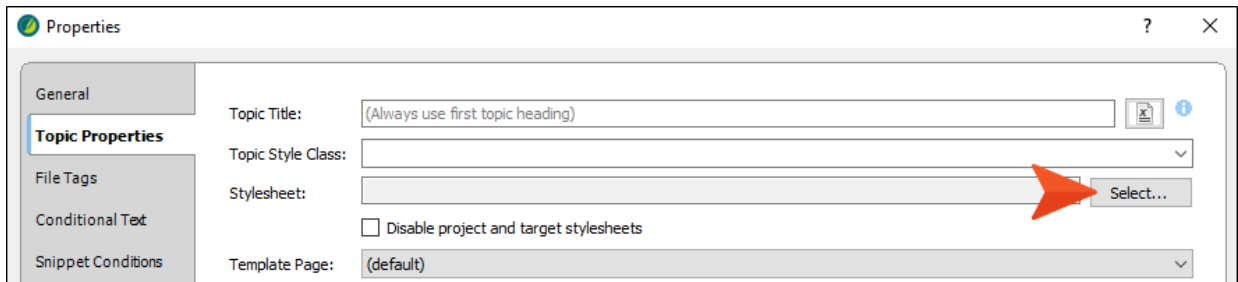 Properties
?
General
Topic Properties
File Tags
Conditional Text
Snippet Conditions
Topic Title: (Always use first topic heading)
Topic Style Class:
Stylesheet: Select...
Disable project and target stylesheets
Template Page: (default)